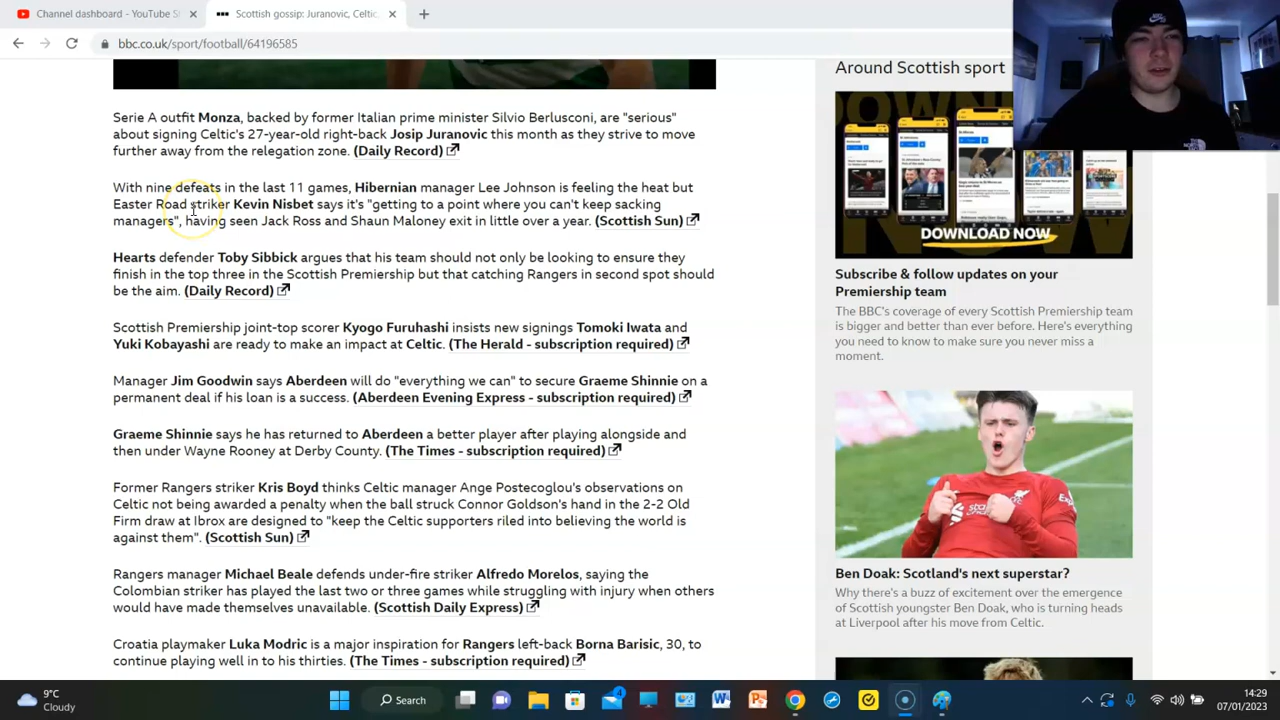 Channel dashboard - YouTube S
Scottish gossip: Juranovic, Celtic,
bbc.co.uk/sport/football/64196585
Serie A outfit Monza, backed by former Italian prime minister Silvio Berlusconi, are "serious"
about signing Celtic's 27-year-old right-back Josip Juranovic this month as they strive to move
further away from the relegation zone. (Daily Record)
With nine defeats in the last 11 games, Hibernian manager Lee Johnson is feeling the heat but
Easter Road striker Kevin Nisbet says it's "getting to a point where you can't keep sacking
managers", having seen Jack Ross and Shaun Maloney exit in little over a year. (Scottish Sun)
Hearts defender Toby Sibbick argues that his team should not only be looking to ensure they
finish in the top three in the Scottish Premiership but that catching Rangers in second spot should
be the aim. (Daily Record)
Scottish Premiership joint-top scorer Kyogo Furuhashi insists new signings Tomoki Iwata and
Yuki Kobayashi are ready to make an impact at Celtic. (The Herald - subscription required)
Manager Jim Goodwin says Aberdeen will do "everything we can" to secure Graeme Shinnie on a
permanent deal if his loan is a success. (Aberdeen Evening Express - subscription required)
Graeme Shinnie says he has returned to Aberdeen a better player after playing alongside and
then under Wayne Rooney at Derby County. (The Times - subscription required)
Former Rangers striker Kris Boyd thinks Celtic manager Ange Postecoglou's observations on
Celtic not being awarded a penalty when the ball struck Connor Goldson's hand in the 2-2 Old
Firm draw at Ibrox are designed to "keep the Celtic supporters riled into believing the world is
against them". (Scottish Sun)
Rangers manager Michael Beale defends under-fire striker Alfredo Morelos, saying the
Colombian striker has played the last two or three games while struggling with injury when others
would have made themselves unavailable. (Scottish Daily Express)
Croatia playmaker Luka Modric is a major inspiration for Rangers left-back Borna Barisic, 30, to
continue playing well in to his thirties. (The Times - subscription required)
Around Scottish sport
DOWNLOAD NOW
Subscribe & follow updates on your
Premiership team
The BBC's coverage of every Scottish Premiership team
is bigger and better than ever before. Here's everything
you need to know to make sure you never miss a
moment.
Ben Doak: Scotland's next superstar?
Why there's a buzz of excitement over the emergence
of Scottish youngster Ben Doak, who is turning heads
at Liverpool after his move from Celtic.
9°C
Cloudy
Search
4
14:29
07/01/2023